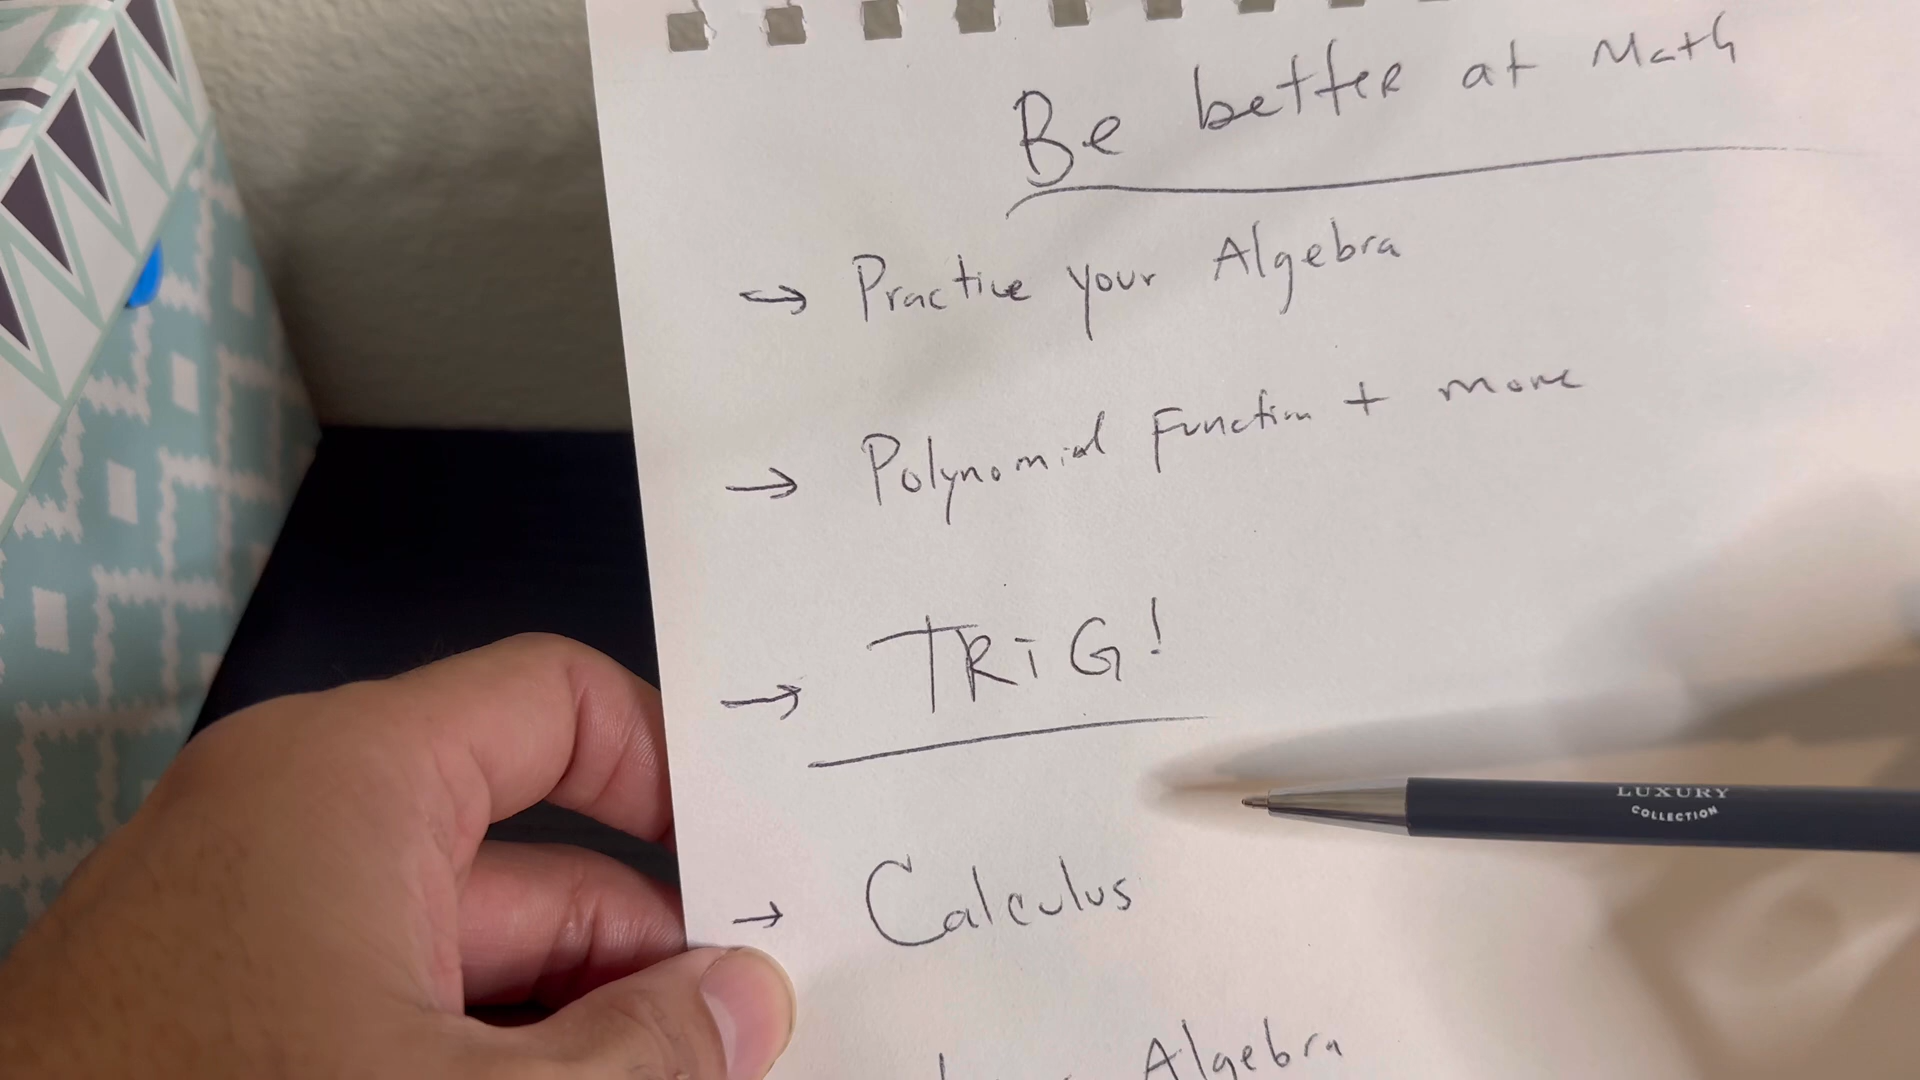 Be better at Math
→ Practice your Algebra
→ Polynomial Function + more
→ TRiG!
LUXURY
COLLECTION
→ Calculus
Algebra